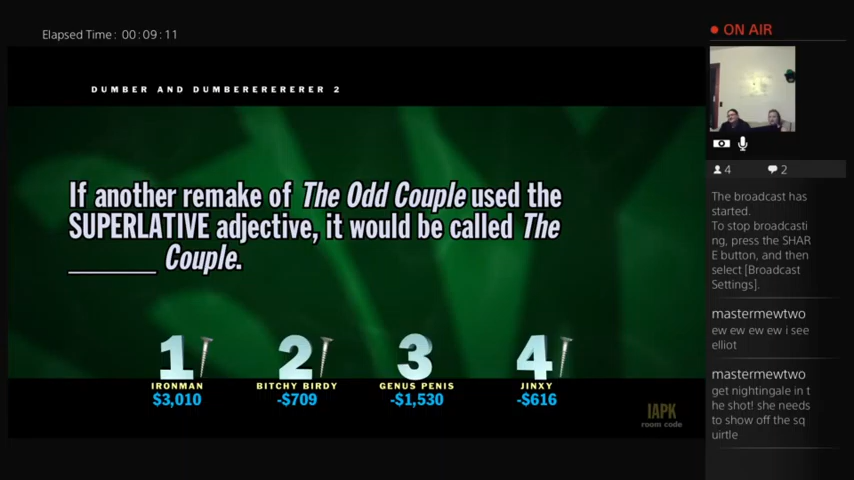 Elapsed Time: 00:09:11
ON AIR
DUMBER AND DUMBERERERERER 2
If another remake of The Odd Couple used the
SUPERLATIVE adjective, it would be called The
________ Couple.
1
2
3
4
IRONMAN
BITCHY BIRDY
GENUS PENIS
JINXY
$3,010
-$709
-$1,530
-$616
IAPK
room code
4
2
The broadcast has
started.
To stop broadcasti
ng, press the SHAR
E button, and then
select [Broadcast
Settings].
mastermewtwo
ew ew ew ew i see
elliot
mastermewtwo
get nightingale in t
he shot! she needs
to show off the sq
uirtle